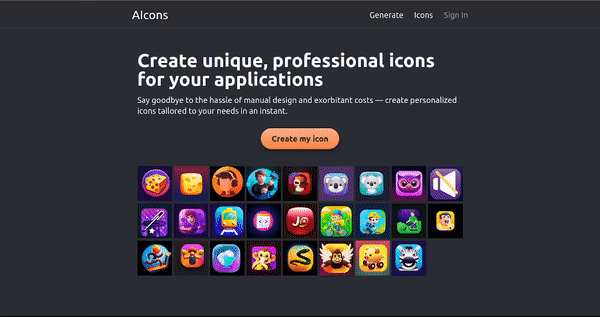 AIcons
Generate
Icons
Sign In
Create unique, professional icons
for your applications
Say goodbye to the hassle of manual design and exorbitant costs — create personalized
icons tailored to your needs in an instant.
Create my icon